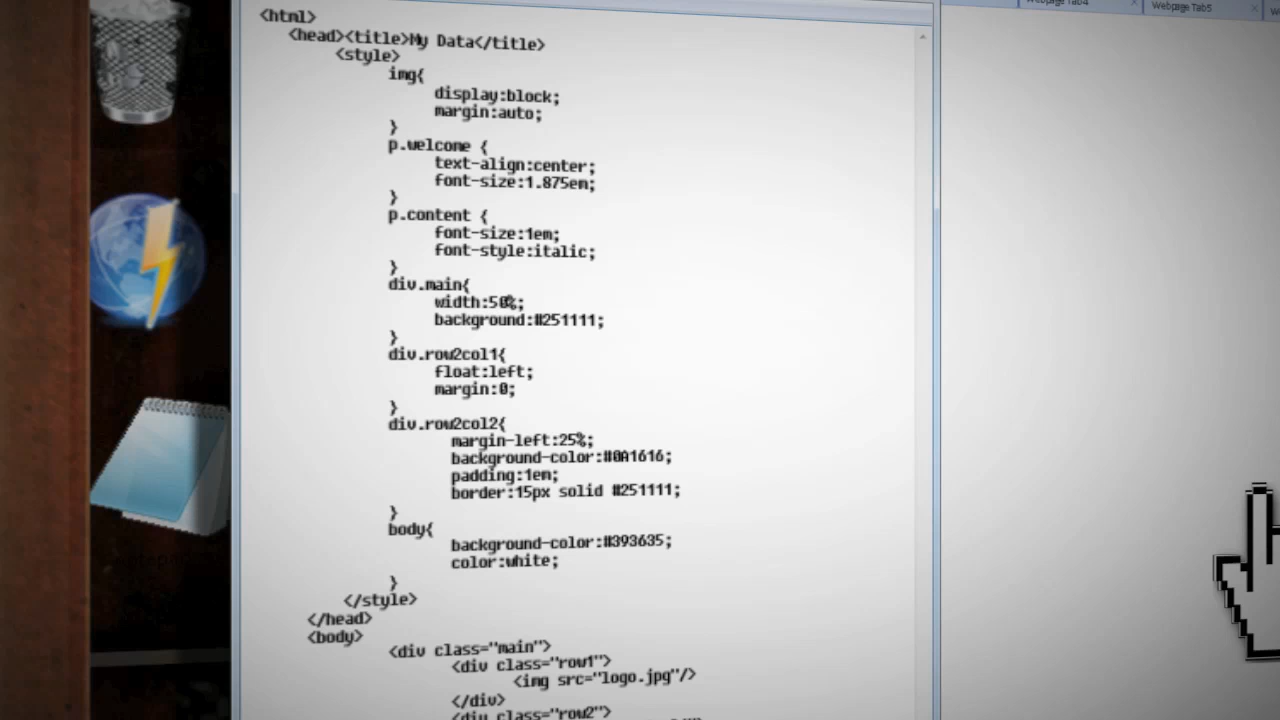 Webpage Tab4
Webpage Tab5
<html>
<head><title>My Data</title>
<style>
img{
display:block;
margin:auto;
}
p.welcome {
text-align:center;
font-size:1.875em;
}
p.content {
font-size:1em;
font-style:italic;
}
div.main{
width:50%;
background:#251111;
}
div.row2col1{
float:left;
margin:0;
}
div.row2col2{
margin-left:25%;
background-color:#0A1616;
padding:1em;
border:15px solid #251111;
}
body{
background-color:#393635;
color:white;
}
</style>
</head>
<body>
<div class="main">
<div class="row1">
<img src="logo.jpg"/>
</div>
<div class="row2">